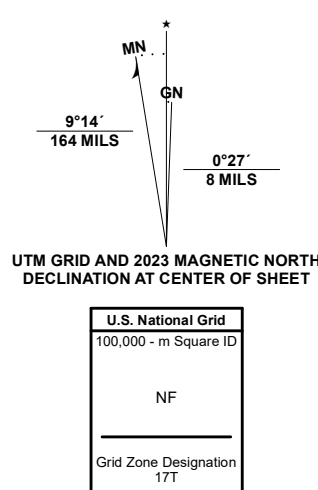 ★
MN
GN
9°14´
164 MILS
0°27´
8 MILS
UTM GRID AND 2023 MAGNETIC NORTH
DECLINATION AT CENTER OF SHEET
U.S. National Grid
100,000 - m Square ID
NF
Grid Zone Designation
17T